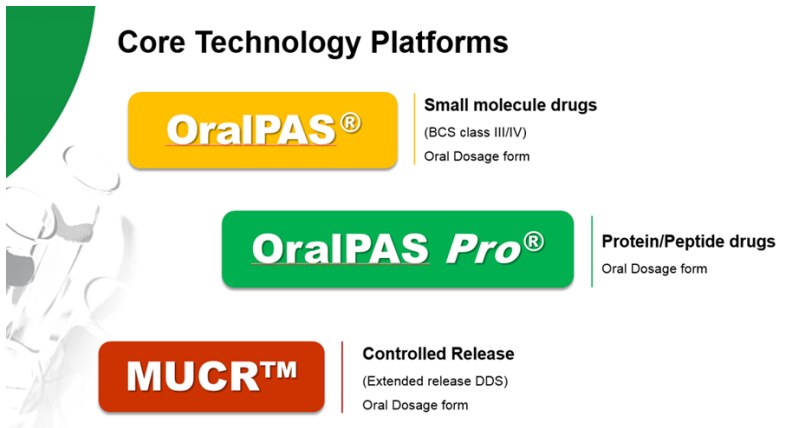 Core Technology Platforms
OralPAS®
Small molecule drugs
(BCS class III/IV)
Oral Dosage form
OralPAS Pro®
Protein/Peptide drugs
Oral Dosage form
MUCR™
Controlled Release
(Extended release DDS)
Oral Dosage form